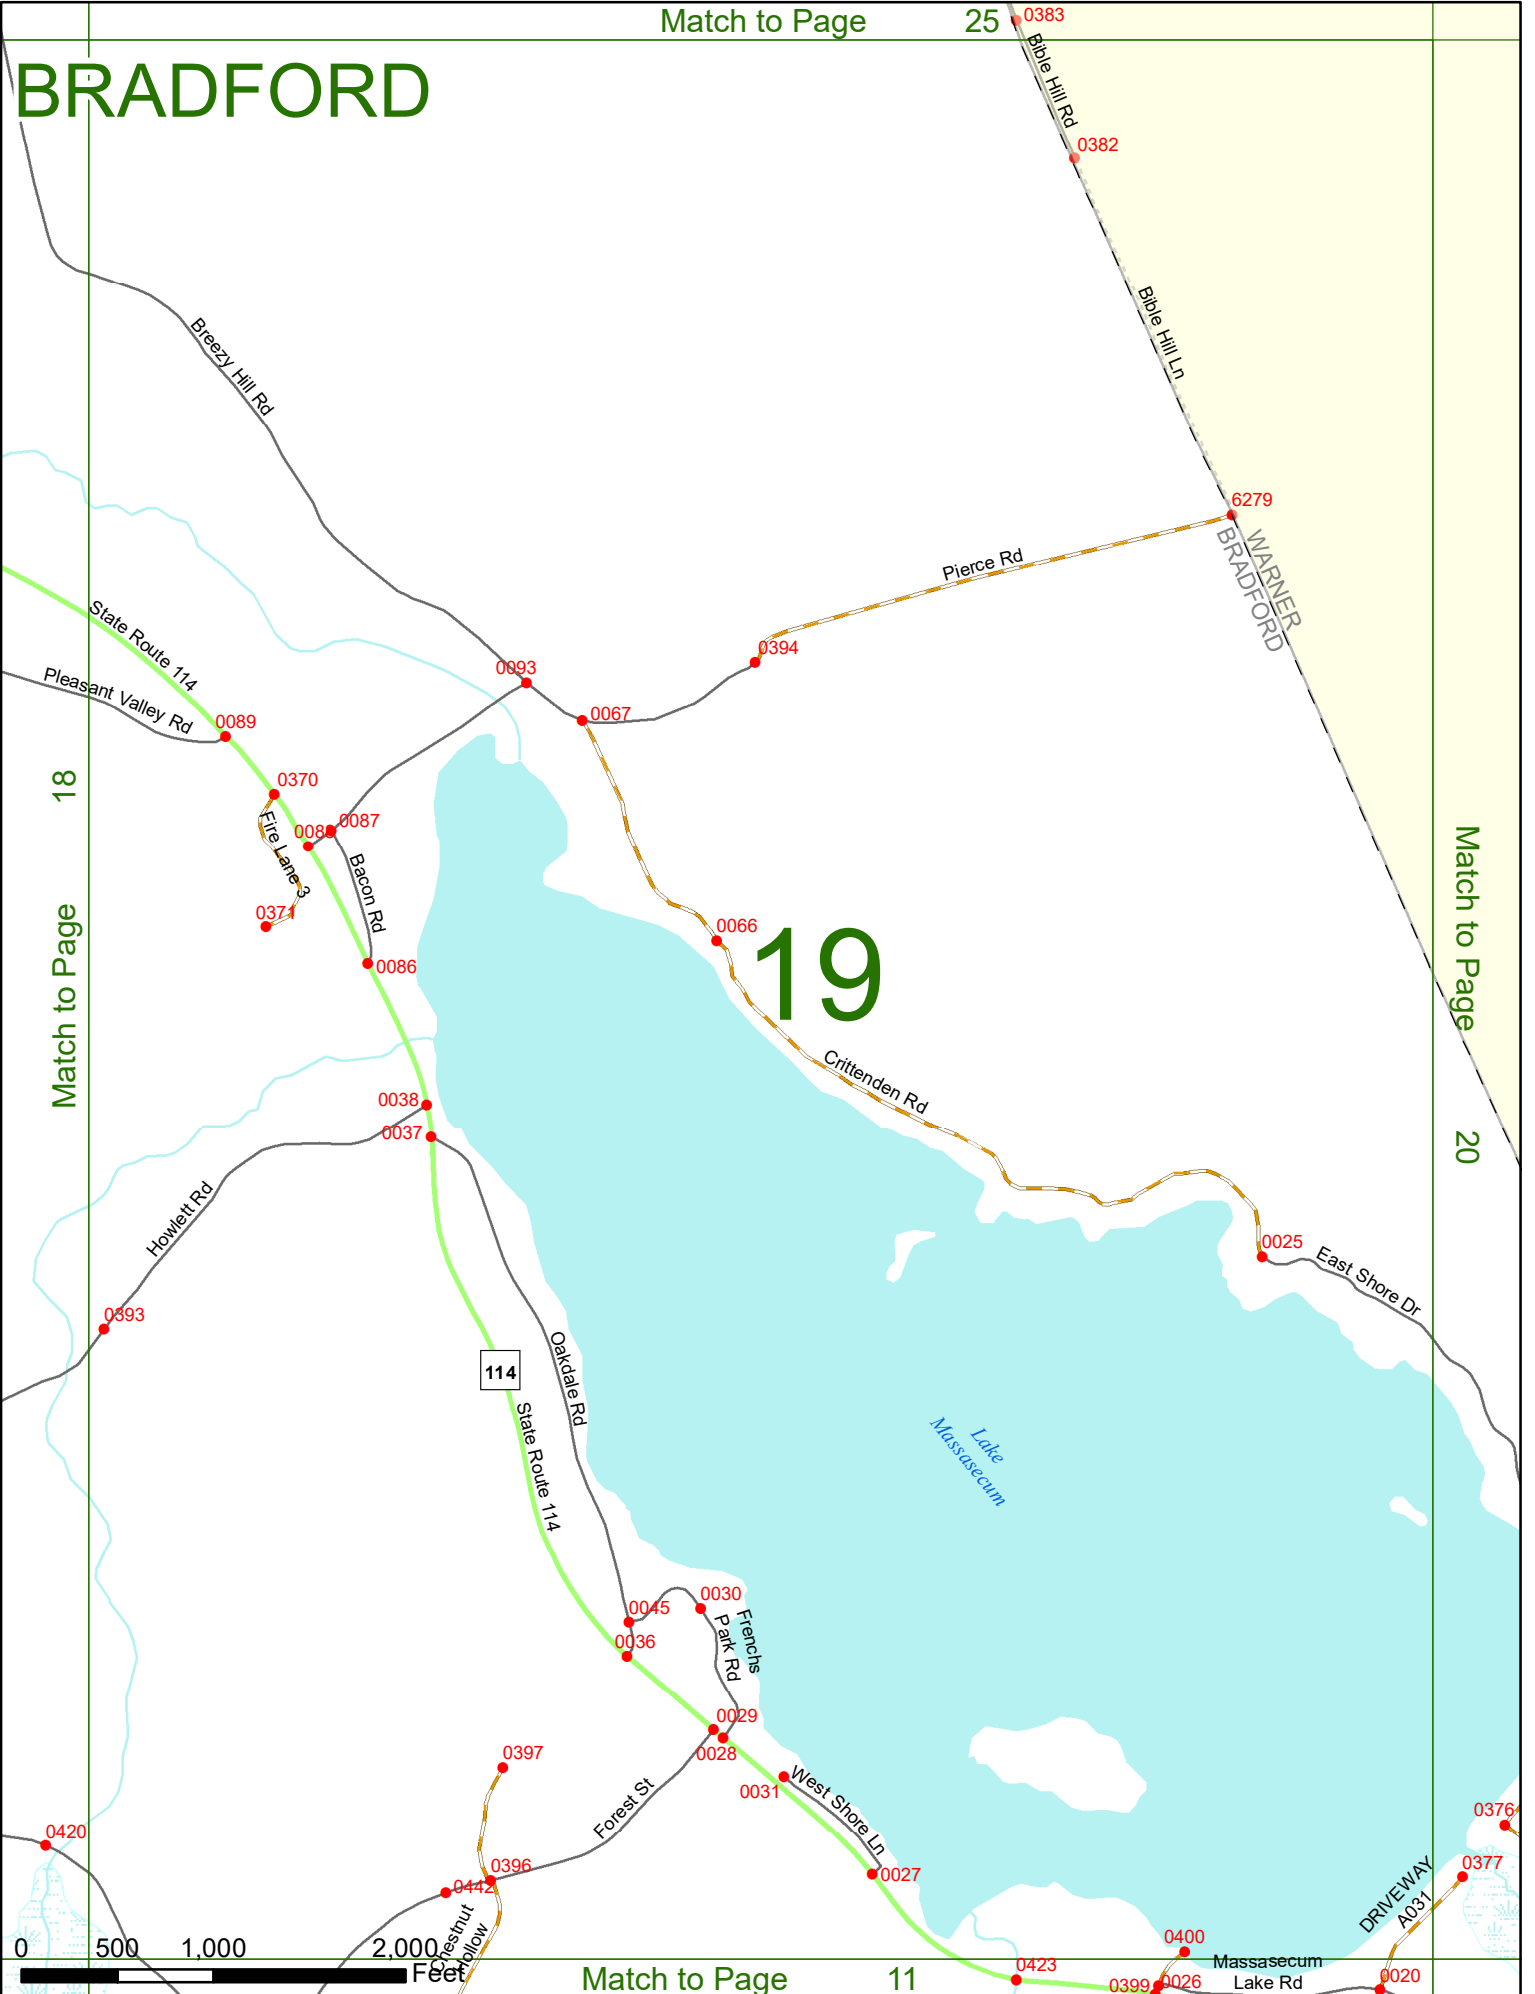 Match to Page 25
0383
BRADFORD
Bible Hill Rd
0382
Bible Hill Ln
Breezy Hill Rd
6279
WARNER
BRADFORD
Pierce Rd
State Route 114
0394
0093
Pleasant Valley Rd
0089
0067
18
Match to Page
0370
0087
Fire Lane 3
Bacon Rd
0371
0086
0066
19
Match to Page
20
Crittenden Rd
0038
0037
Howlett Rd
0025
East Shore Dr
0393
114
Oakdale Rd
State Route 114
Lake
Massasecum
0045
0030
Frenchs
Park Rd
0036
0029
0028
0397
0031
West Shore Ln
Forest St
0376
0420
0396
0442
0027
0377
DRIVEWAY
A031
Chestnut
Hollow
0400
0 500 1,000 2,000
Feet
Massasecum
Lake Rd
0423
0399
0026
0020
Match to Page 11